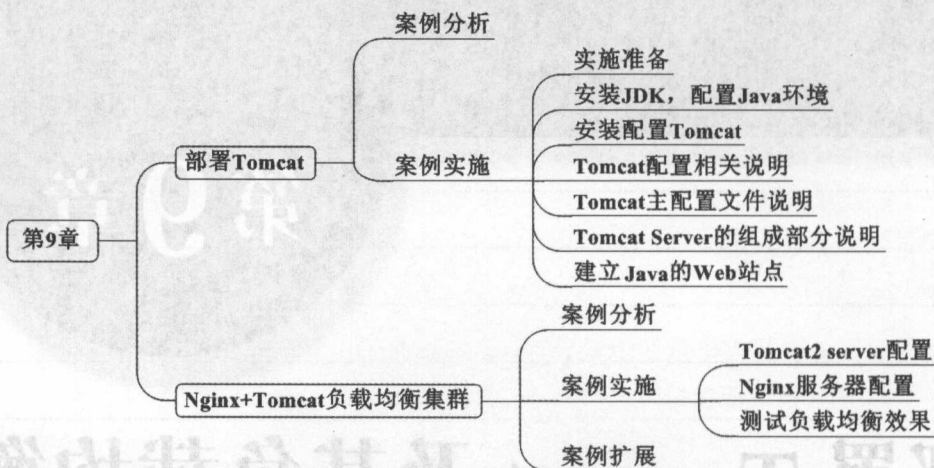 第9章
部署Tomcat
案例分析
案例实施
实施准备
安装JDK，配置Java环境
安装配置Tomcat
Tomcat配置相关说明
Tomcat主配置文件说明
Tomcat Server的组成部分说明
建立Java的Web站点
Nginx+Tomcat负载均衡集群
案例分析
案例实施
Tomcat2 server配置
Nginx服务器配置
测试负载均衡效果
案例扩展